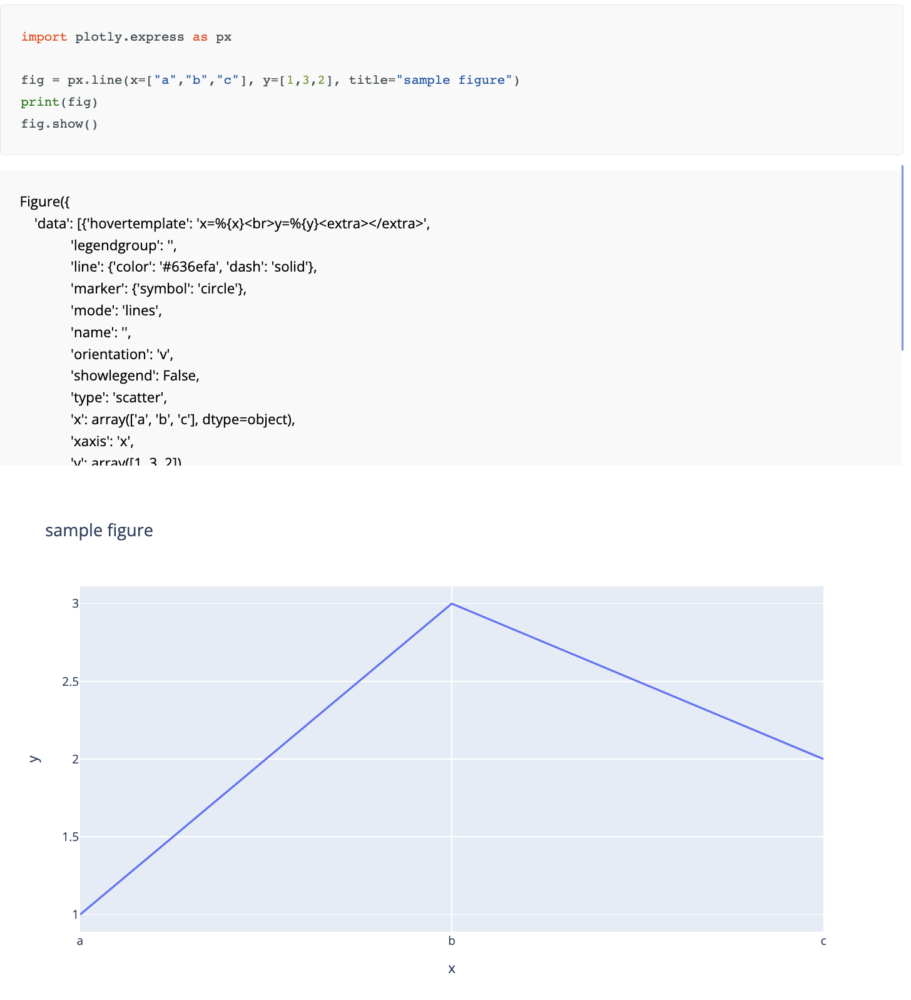 import plotly.express as px
fig = px.line(x=["a","b","c"], y=[1,3,2], title="sample figure")
print(fig)
fig.show()
Figure({
'data': [{'hovertemplate': 'x=%{x}<br>y=%{y}<extra></extra>',
'legendgroup': '',
'line': {'color': '#636efa', 'dash': 'solid'},
'marker': {'symbol': 'circle'},
'mode': 'lines',
'name': '',
'orientation': 'v',
'showlegend': False,
'type': 'scatter',
'x': array(['a', 'b', 'c'], dtype=object),
'xaxis': 'x',
'y': array([1, 3, 2])
sample figure
3
2.5
2
1.5
1
y
a b c
x